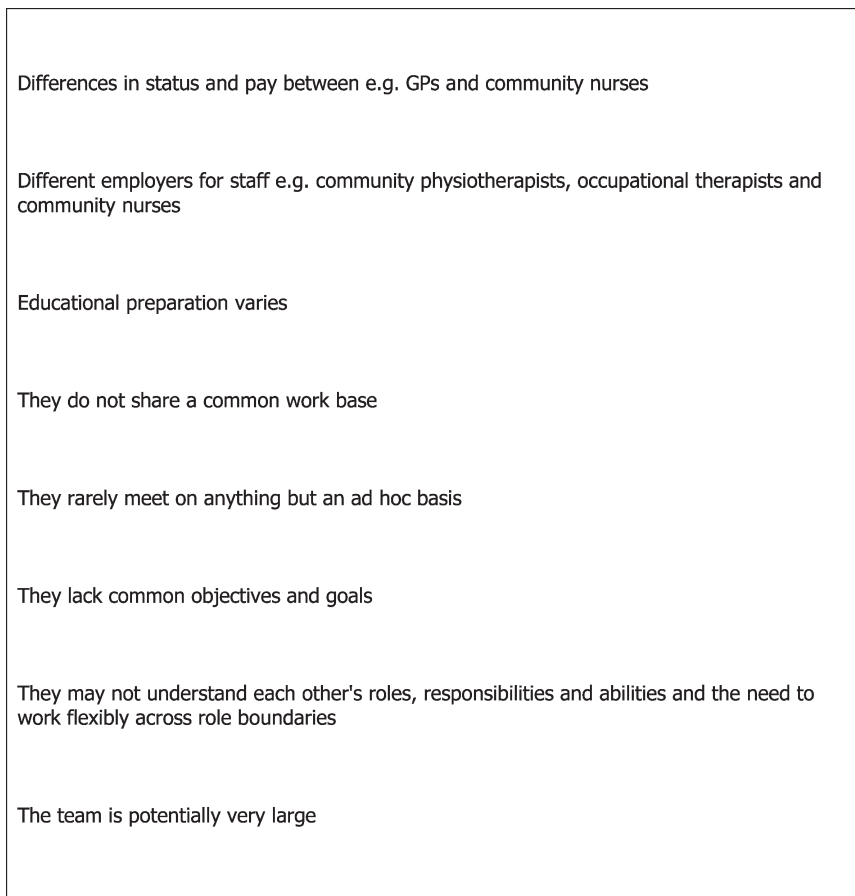 Differences in status and pay between e.g. GPs and community nurses
Different employers for staff e.g. community physiotherapists, occupational therapists and
community nurses
Educational preparation varies
They do not share a common work base
They rarely meet on anything but an ad hoc basis
They lack common objectives and goals
They may not understand each other's roles, responsibilities and abilities and the need to
work flexibly across role boundaries
The team is potentially very large